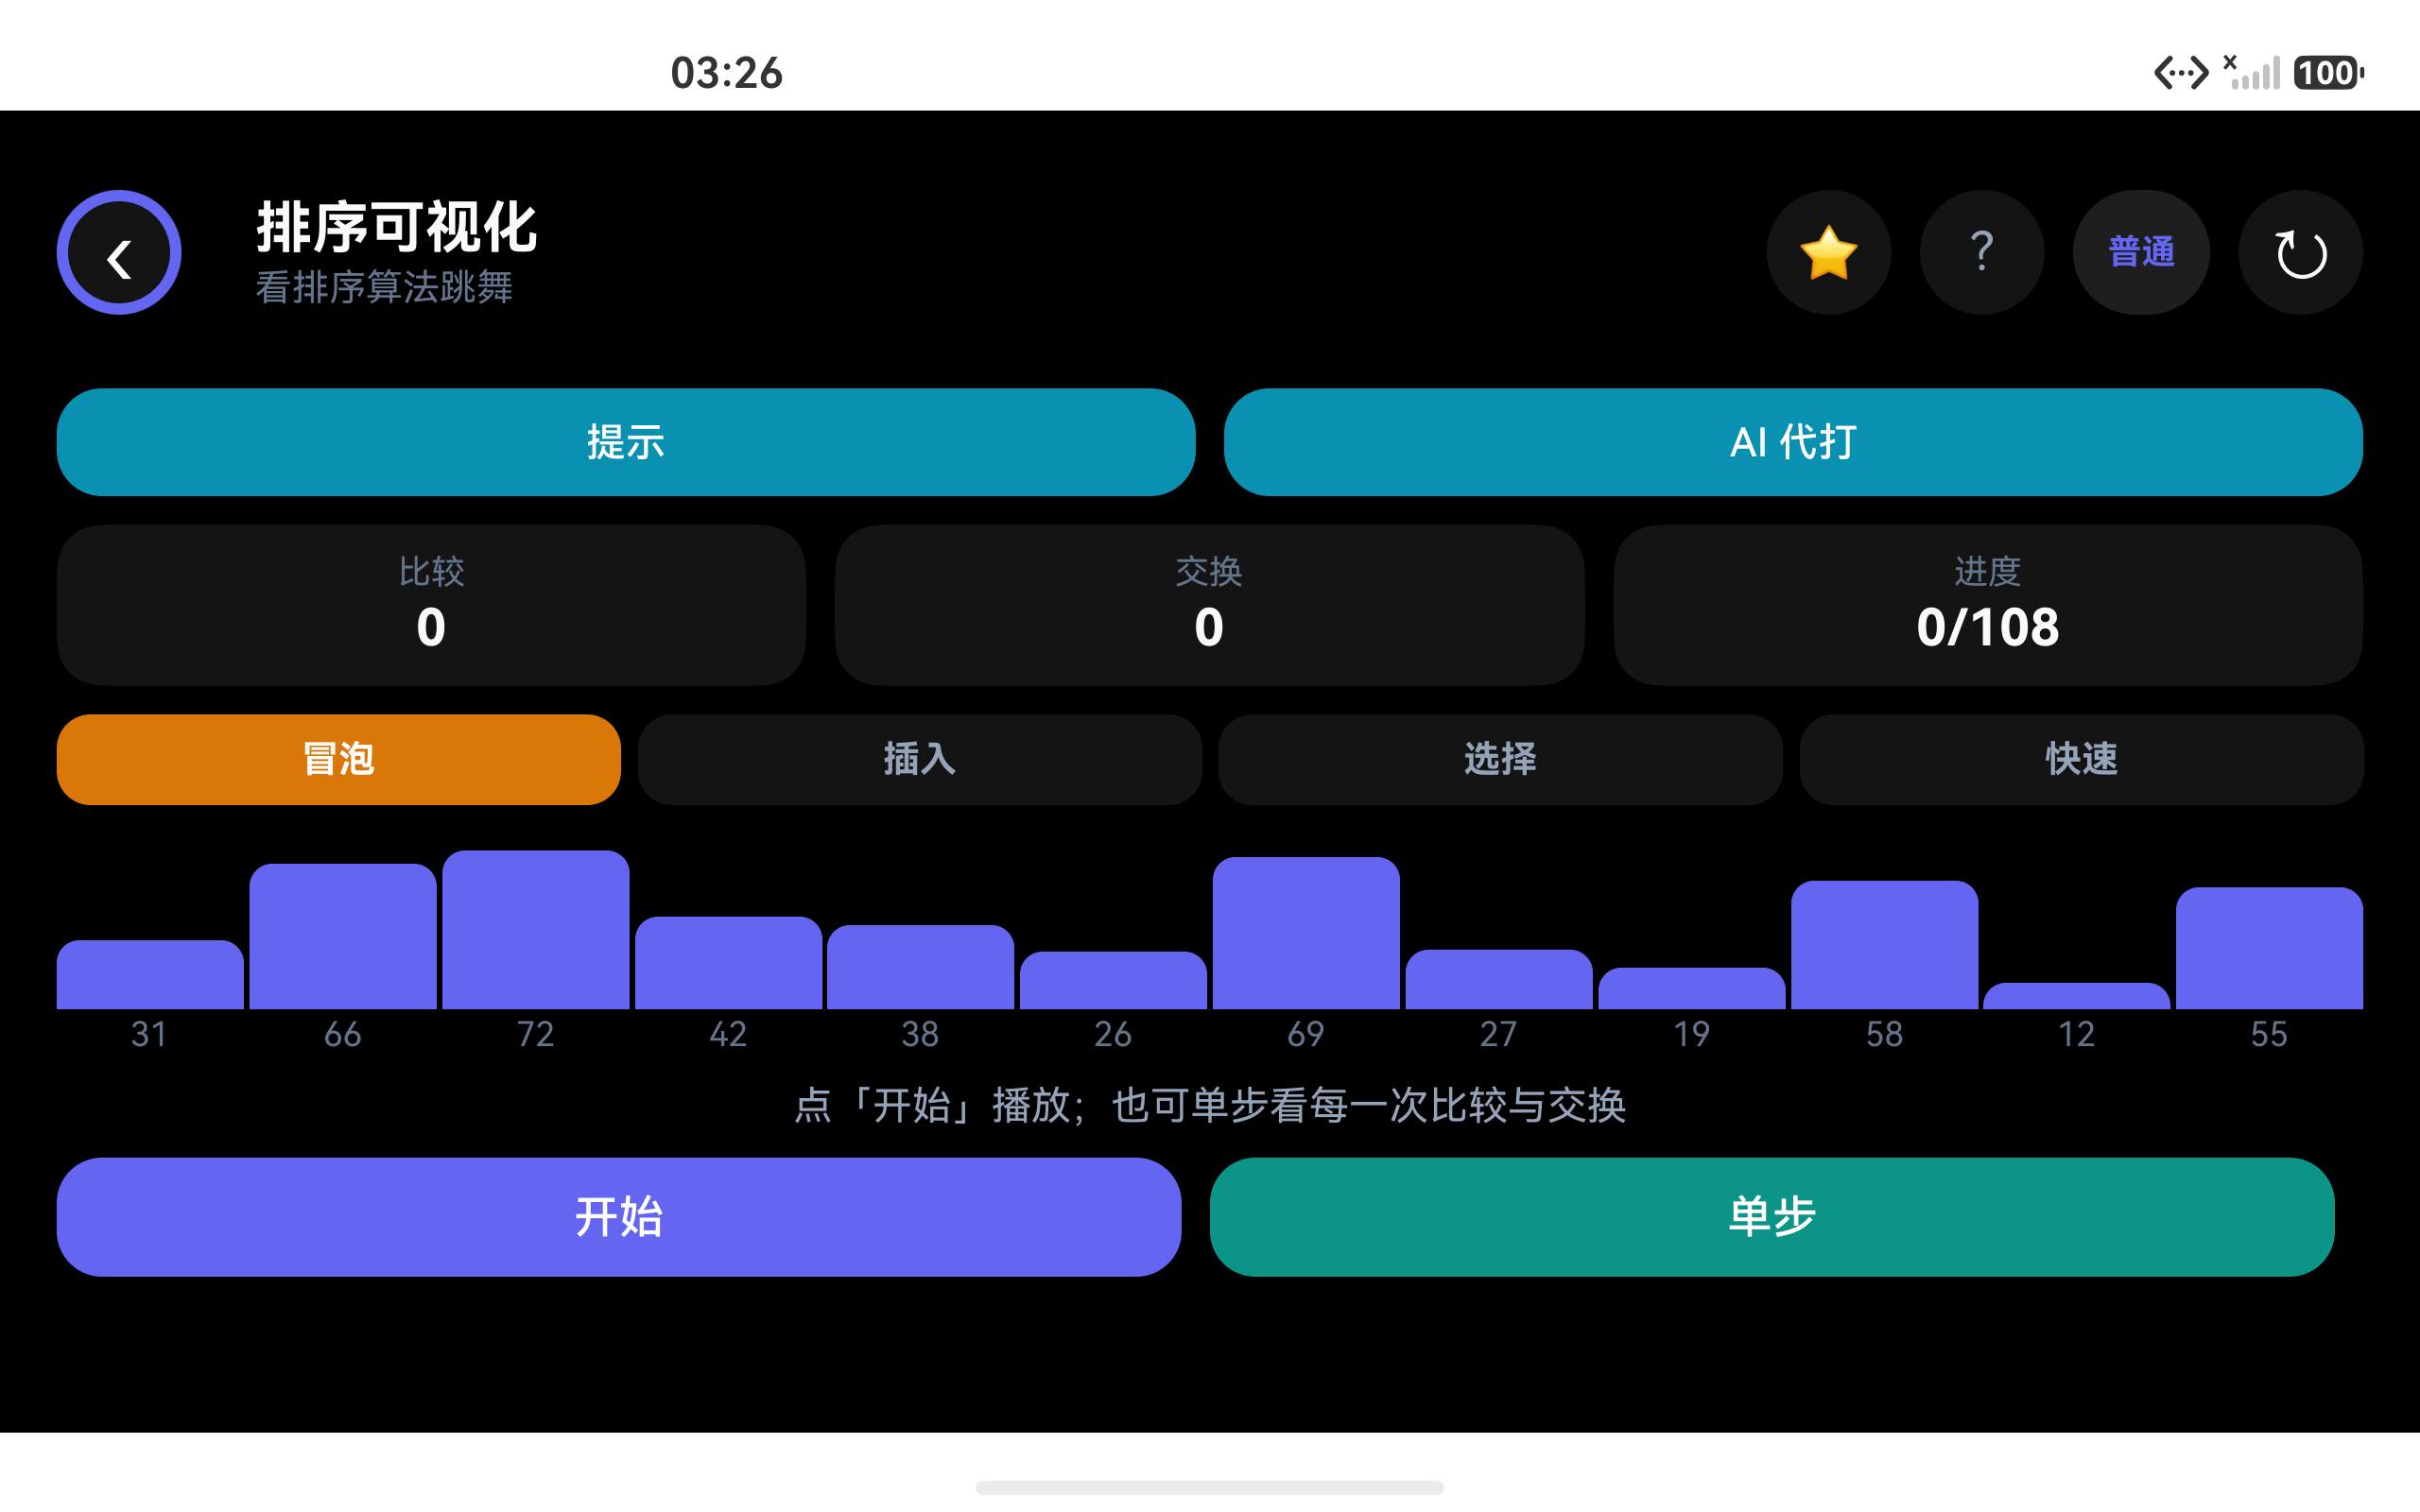 03:26
100
排序可视化
看排序算法跳舞
?
普通
提示
AI 代打
比较
0
交换
0
进度
0/108
冒泡
插入
选择
快速
31 66 72 42 38 26 69 27 19 58 12 55
点「开始」播放；也可单步看每一次比较与交换
开始
单步